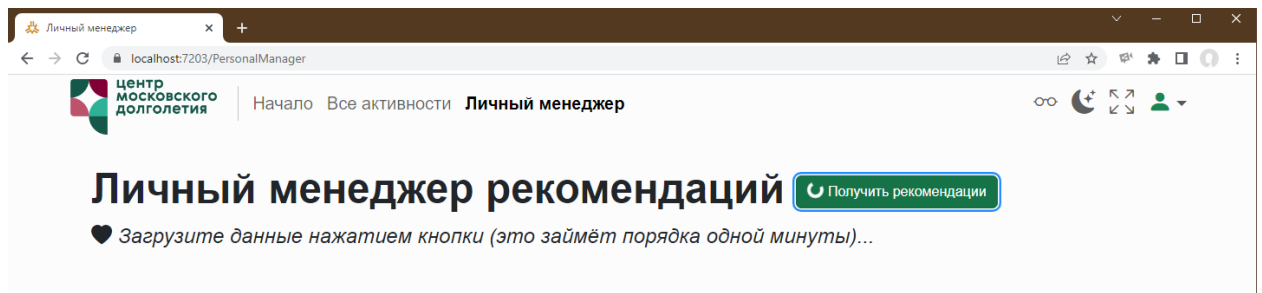 Личный менеджер
localhost:7203/PersonalManager
центр
московского
долголетия
Начало Все активности Личный менеджер
Личный менеджер рекомендаций Получить рекомендации
Загрузите данные нажатием кнопки (это займёт порядка одной минуты)...